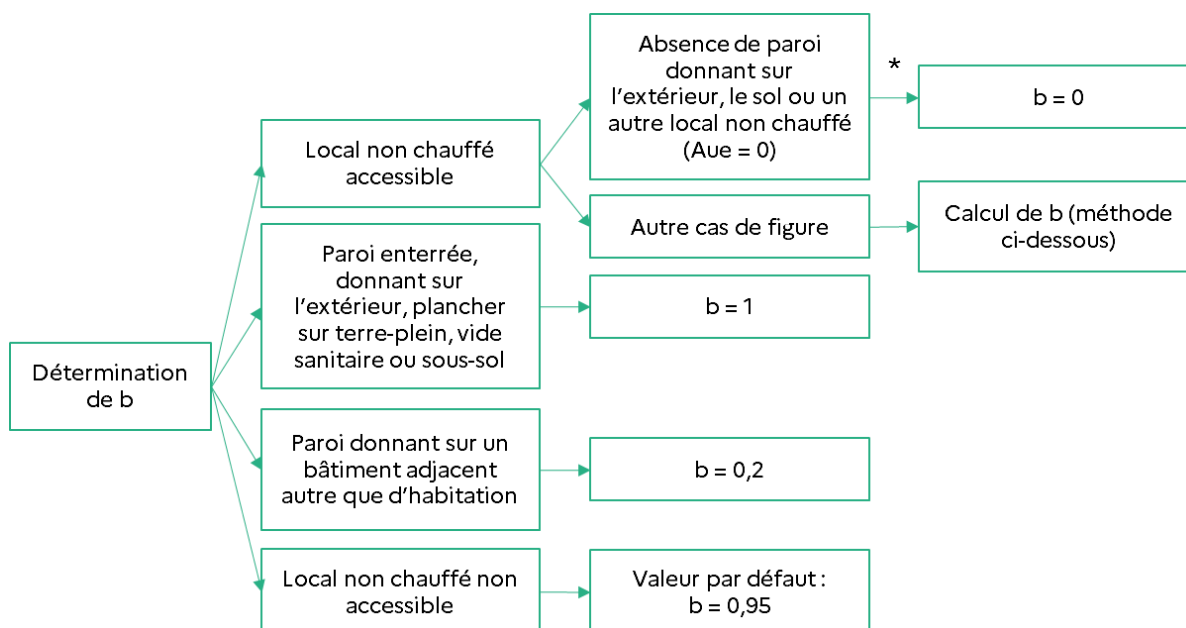 Détermination
de b
Local non chauffé
accessible
Absence de paroi
donnant sur
l'extérieur, le sol ou un
autre local non chauffé
(Aue = 0)
*
b = 0
Autre cas de figure
Calcul de b (méthode
ci-dessous)
Paroi enterrée,
donnant sur
l'extérieur, plancher
sur terre-plein, vide
sanitaire ou sous-sol
b = 1
Paroi donnant sur un
bâtiment adjacent
autre que d'habitation
b = 0,2
Local non chauffé non
accessible
Valeur par défaut :
b = 0,95